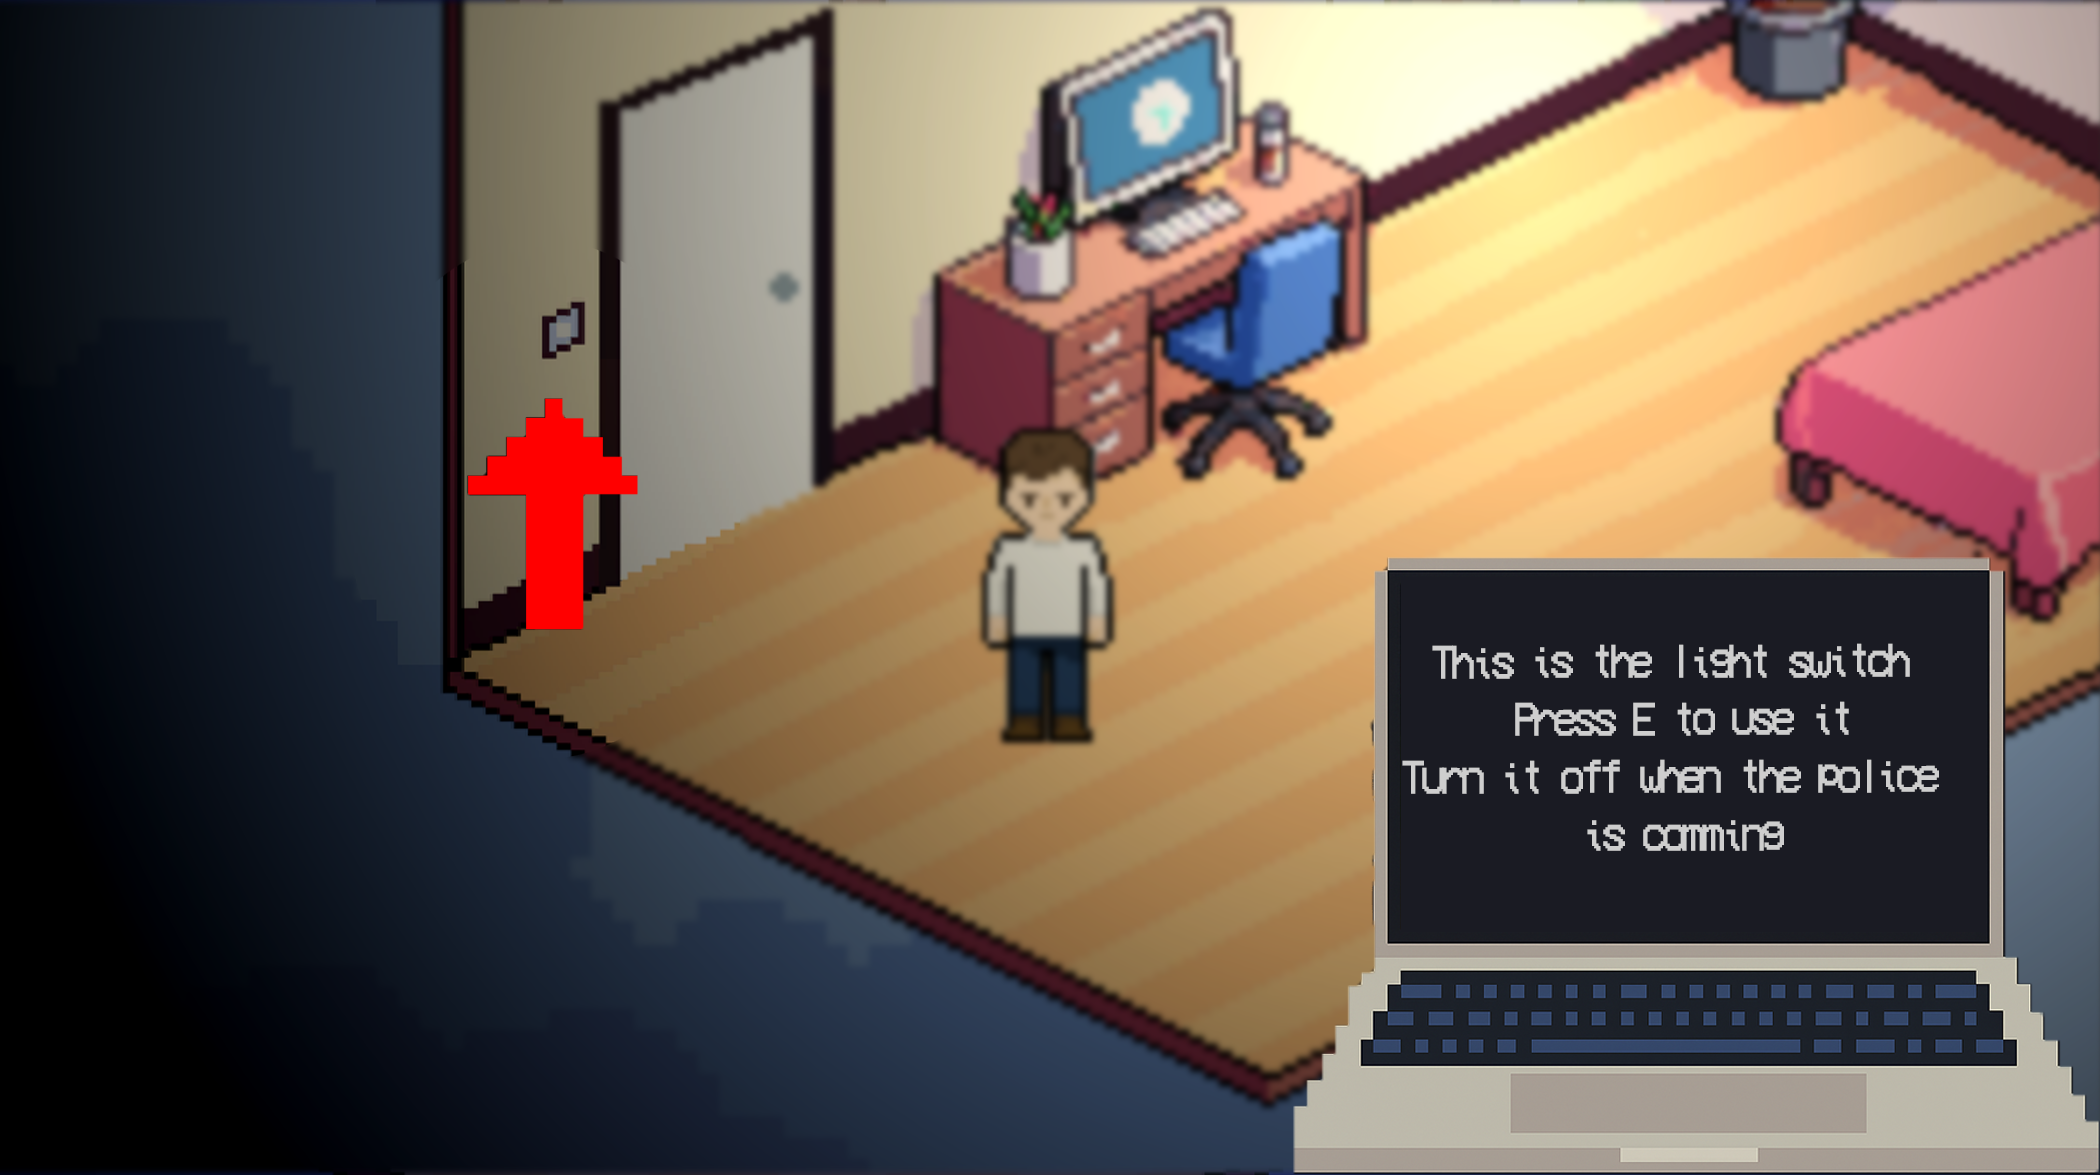 This is the light switch
Press E to use it
Turn it off when the police
is comming